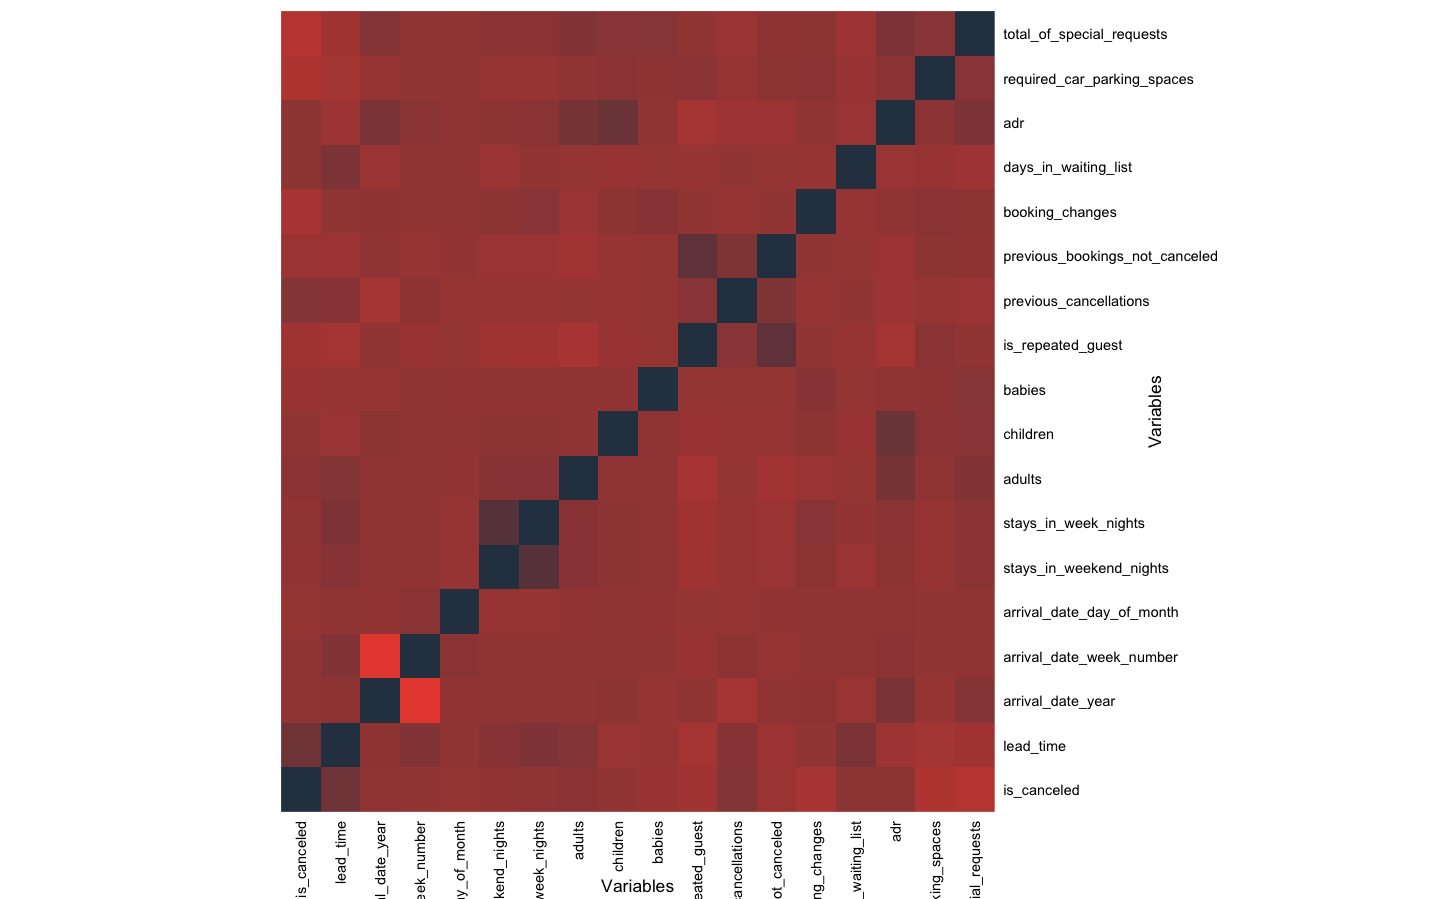 total_of_special_requests
required_car_parking_spaces
adr
days_in_waiting_list
booking_changes
previous_bookings_not_canceled
previous_cancellations
is_repeated_guest
babies
children
adults
stays_in_week_nights
stays_in_weekend_nights
arrival_date_day_of_month
arrival_date_week_number
arrival_date_year
lead_time
is_canceled
Variables
is_canceled
lead_time
al_date_year
eek_number
y_of_month
kend_nights
week_nights
adults
children
babies
eated_guest
cancellations
ot_canceled
ng_changes
_waiting_list
adr
king_spaces
ial_requests
Variables